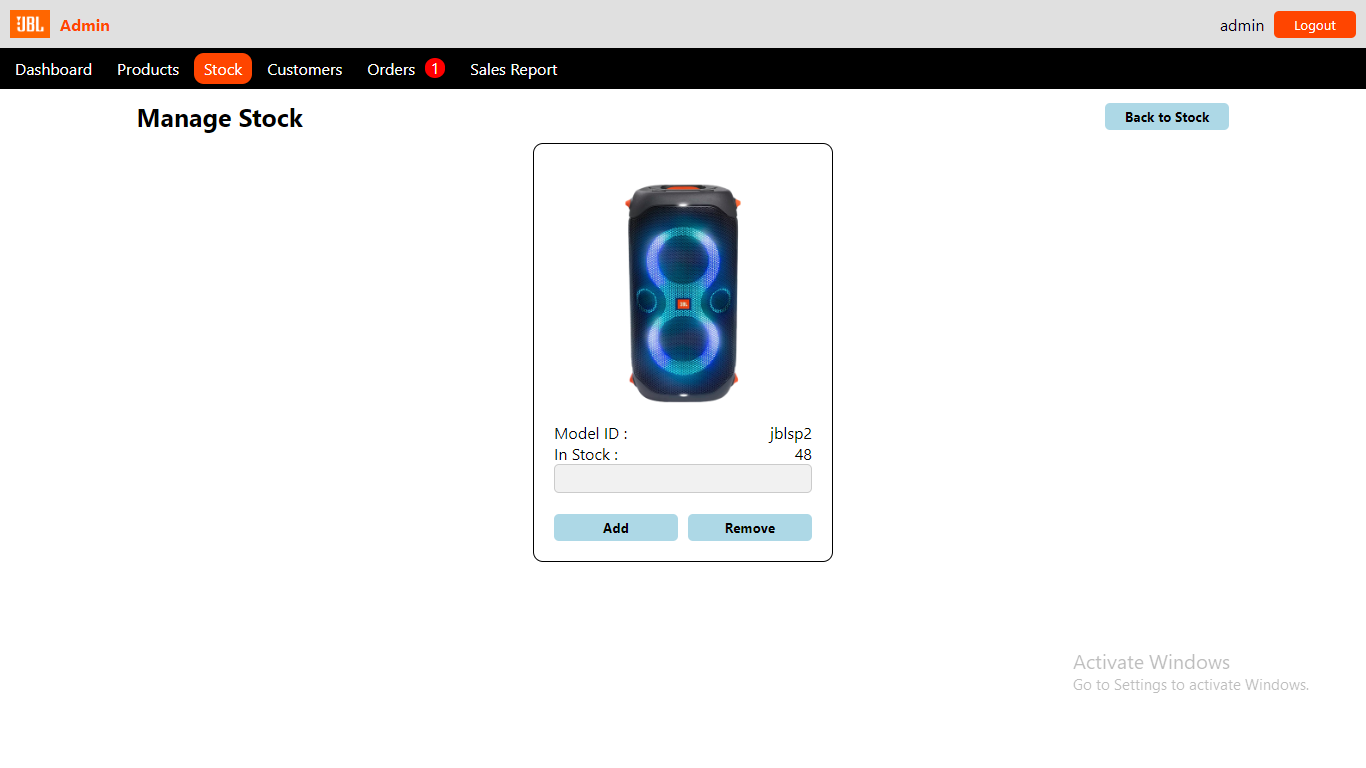 JBL Admin admin Logout
Dashboard Products Stock Customers Orders 1 Sales Report
Manage Stock Back to Stock
JBL
Model ID : jblsp2
In Stock : 48
Add Remove
Activate Windows
Go to Settings to activate Windows.